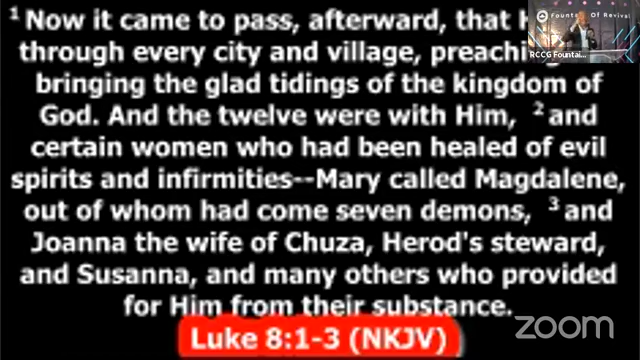 1 Now it came to pass, afterward, that
through every city and village,
bringing the glad tidings of the kingdom of
God. And the twelve were with Him, 2 and
certain women who had been healed of evil
spirits and infirmities--Mary called Magdalene,
out of whom had come seven demons, 3 and
Joanna the wife of Chuza, Herod's steward,
and Susanna, and many others who provided
for Him from their substance.
Luke 8:1-3 (NKJV)
Fountain Of Revival
RCCG Fountai...
zoom